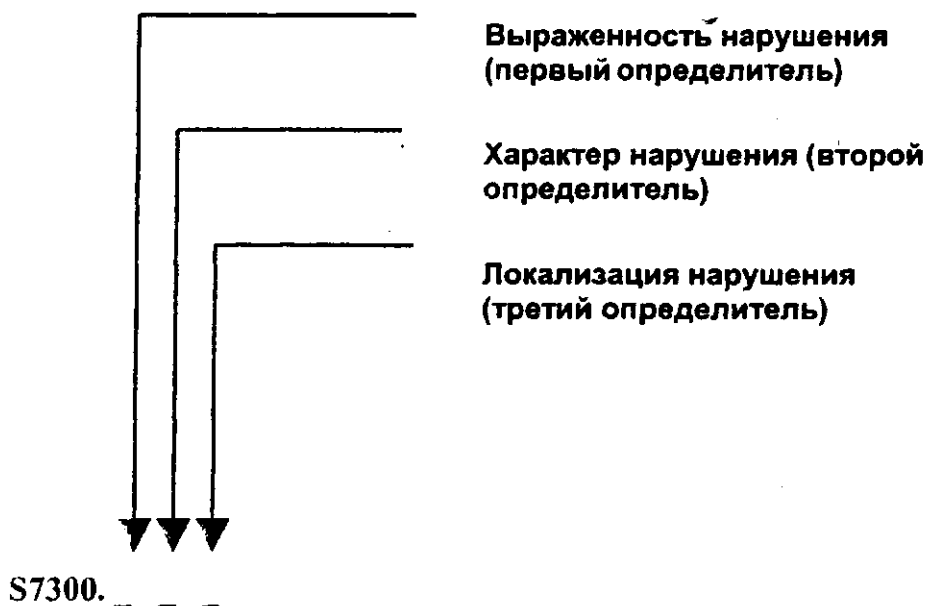 Выраженность нарушения
(первый определитель)
Характер нарушения (второй
определитель)
Локализация нарушения
(третий определитель)
S7300. _ _ _